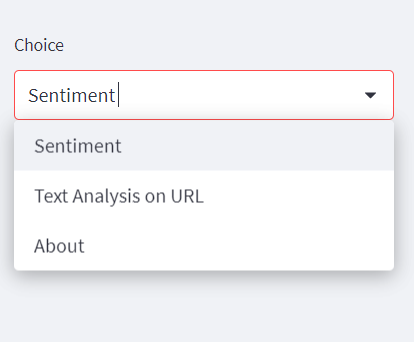 Choice
Sentiment
Sentiment
Text Analysis on URL
About